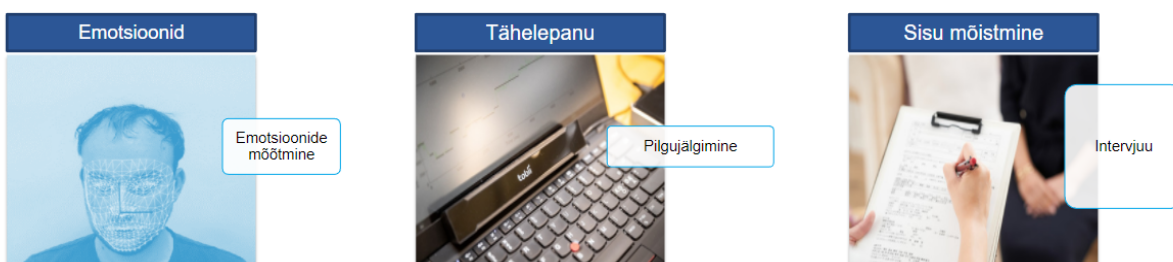 Emotsioonid
Tähelepanu
Sisu mõistmine
Emotsioonide
mõõtmine
tobii
Pilgujälgimine
Intervjuu